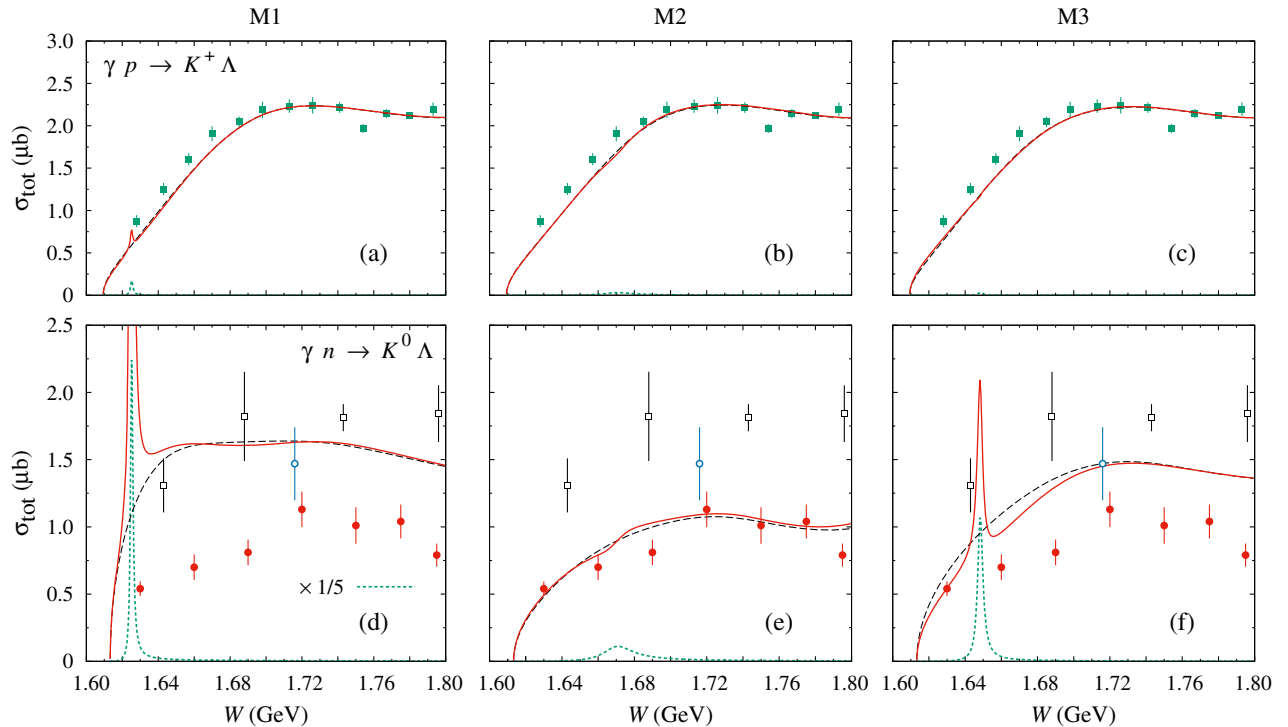 M1 M2 M3
3.0
2.5
2.0
1.5
1.0
0.5
0
σtot (μb)
γ p → K+ Λ
(a) (b) (c)
2.5
2.0
1.5
1.0
0.5
0
σtot (μb)
γ n → K0 Λ
× 1/5
(d) (e) (f)
1.60 1.64 1.68 1.72 1.76 1.80 1.60 1.64 1.68 1.72 1.76 1.80 1.60 1.64 1.68 1.72 1.76 1.80
W (GeV) W (GeV) W (GeV)